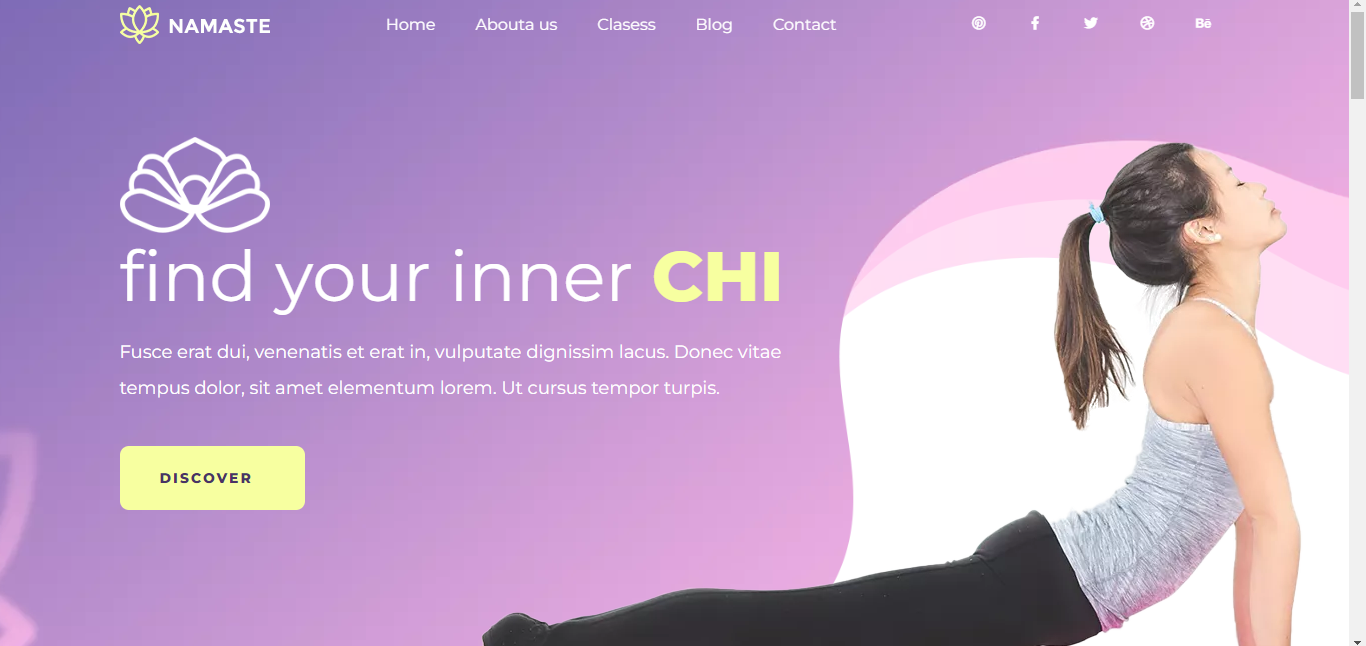 NAMASTE
Home Abouta us Clasess Blog Contact
Bē
find your inner CHI
Fusce erat dui, venenatis et erat in, vulputate dignissim lacus. Donec vitae
tempus dolor, sit amet elementum lorem. Ut cursus tempor turpis.
DISCOVER